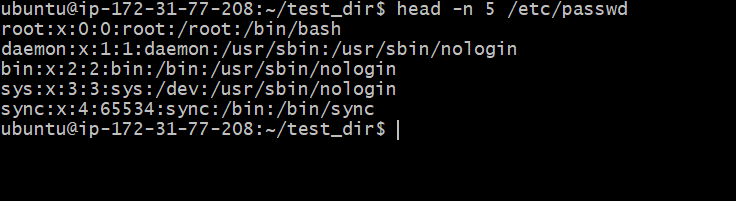 ubuntu@ip-172-31-77-208:~/test_dir$ head -n 5 /etc/passwd
root:x:0:0:root:/root:/bin/bash
daemon:x:1:1:daemon:/usr/sbin:/usr/sbin/nologin
bin:x:2:2:bin:/bin:/usr/sbin/nologin
sys:x:3:3:sys:/dev:/usr/sbin/nologin
sync:x:4:65534:sync:/bin:/bin/sync
ubuntu@ip-172-31-77-208:~/test_dir$